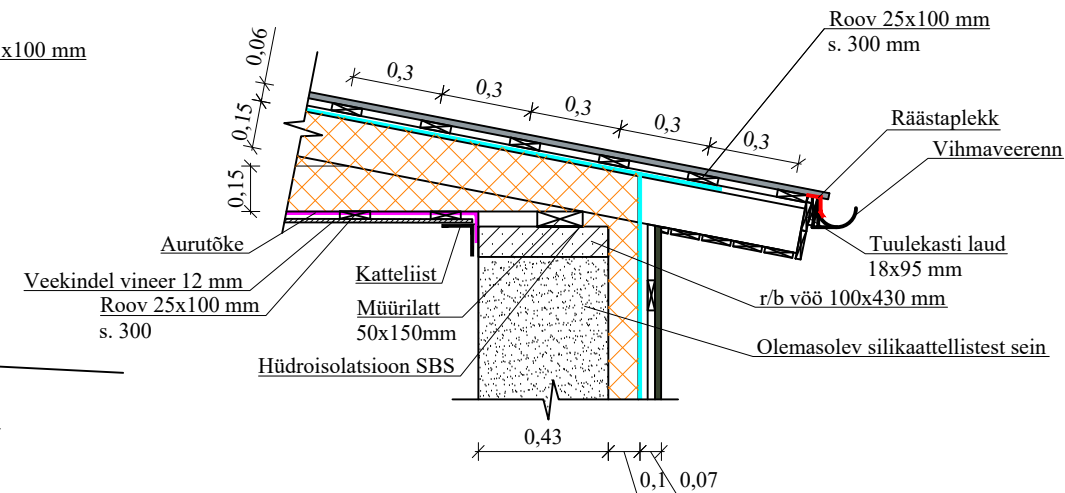 Roov 25x100 mm
s. 300 mm
x100 mm
0,06
0,3
0,3
0,3
0,3
0,3
0,15
0,15
Räästaplekk
Vihmaveerenn
Aurutõke
Veekindel vineer 12 mm
Roov 25x100 mm
s. 300
Katteliist
Müürilatt
50x150mm
Hüdroisolatsioon SBS
Tuulekasti laud
18x95 mm
r/b vöö 100x430 mm
Olemasolev silikaattellistest sein
0,43
0,1
0,07